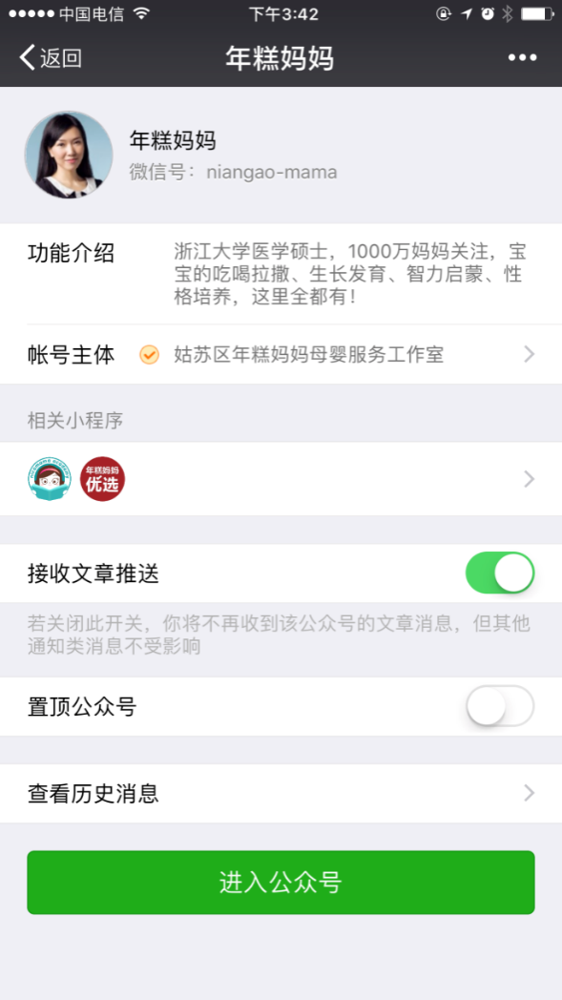 中国电信 下午3:42
返回 年糕妈妈
年糕妈妈
微信号：niangao-mama
功能介绍 浙江大学医学硕士，1000万妈妈关注，宝
宝的吃喝拉撒、生长发育、智力启蒙、性
格培养，这里全都有！
帐号主体 姑苏区年糕妈妈母婴服务工作室
相关小程序
年糕妈妈
优选
接收文章推送
若关闭此开关，你将不再收到该公众号的文章消息，但其他
通知类消息不受影响
置顶公众号
查看历史消息
进入公众号